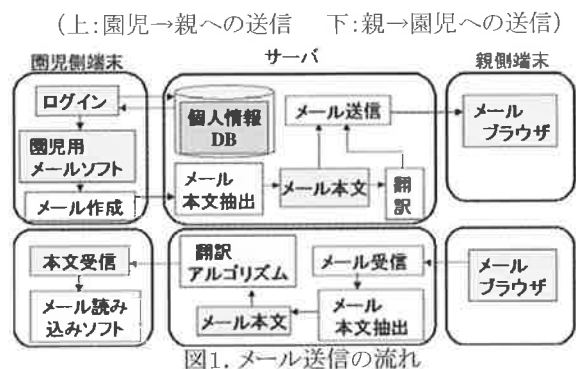 (上:園児→親への送信 下:親→園児への送信)
園児側端末
サーバ
親側端末
ログイン
園児用
メールソフト
メール作成
個人情報
DB
メール送信
メール
本文抽出
メール本文
翻
訳
メール
ブラウザ
本文受信
メール読み
込みソフト
翻訳
アルゴリズム
メール受信
メール本文
メール
本文抽出
メール
ブラウザ
図1. メール送信の流れ